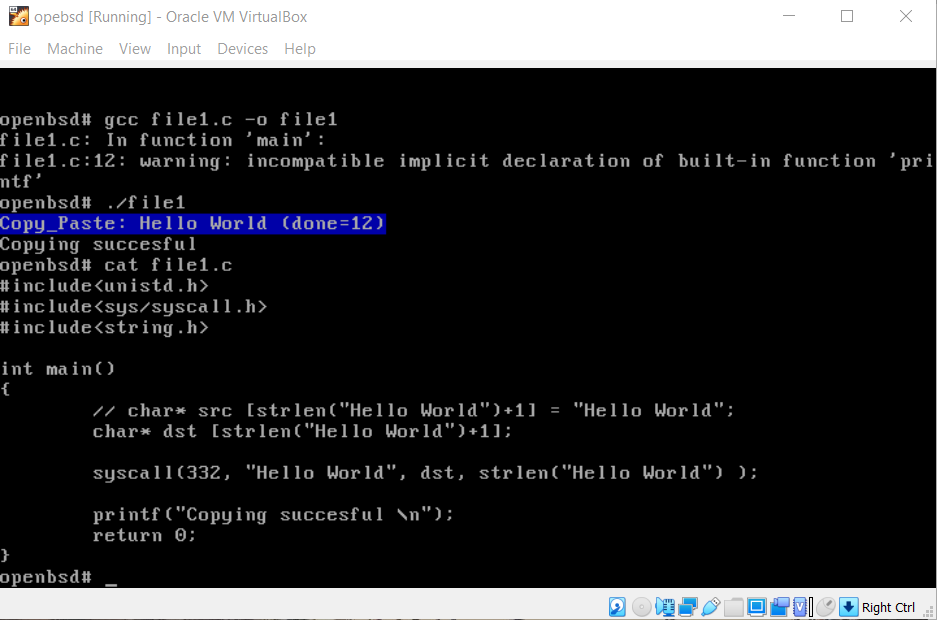 opebsd [Running] - Oracle VM VirtualBox
File Machine View Input Devices Help
openbsd# gcc file1.c -o file1
file1.c: In function 'main':
file1.c:12: warning: incompatible implicit declaration of built-in function 'pri
ntf'
openbsd# ./file1
Copy_Paste: Hello World (done=12)
Copying succesful
openbsd# cat file1.c
#include<unistd.h>
#include<sys/syscall.h>
#include<string.h>
int main()
{
// char* src [strlen("Hello World")+1] = "Hello World";
char* dst [strlen("Hello World")+1];
syscall(332, "Hello World", dst, strlen("Hello World") );
printf("Copying succesful \n");
return 0;
}
openbsd# _
Right Ctrl